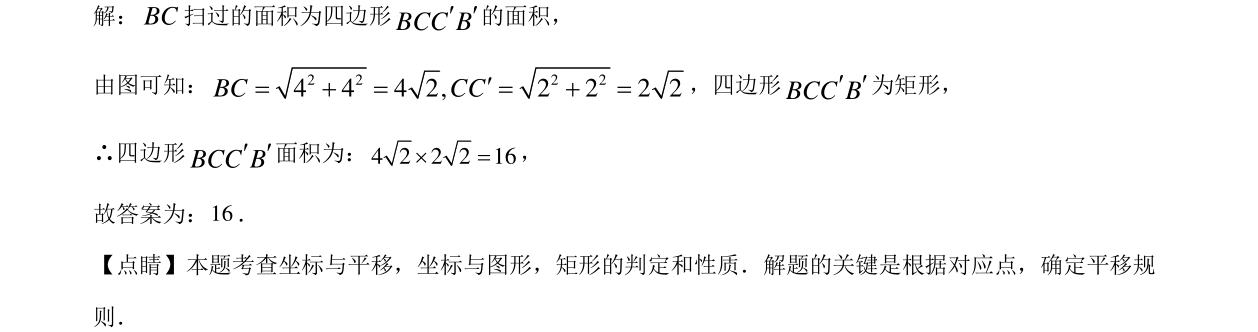 解：BC 扫过的面积为四边形 BCC′B′ 的面积，
由图可知：BC = √(4² + 4²) = 4√2, CC′ = √(2² + 2²) = 2√2，四边形 BCC′B′ 为矩形，
∴四边形 BCC′B′ 面积为：4√2 × 2√2 = 16，
故答案为：16．
【点睛】本题考查坐标与平移，坐标与图形，矩形的判定和性质．解题的关键是根据对应点，确定平移规
则．